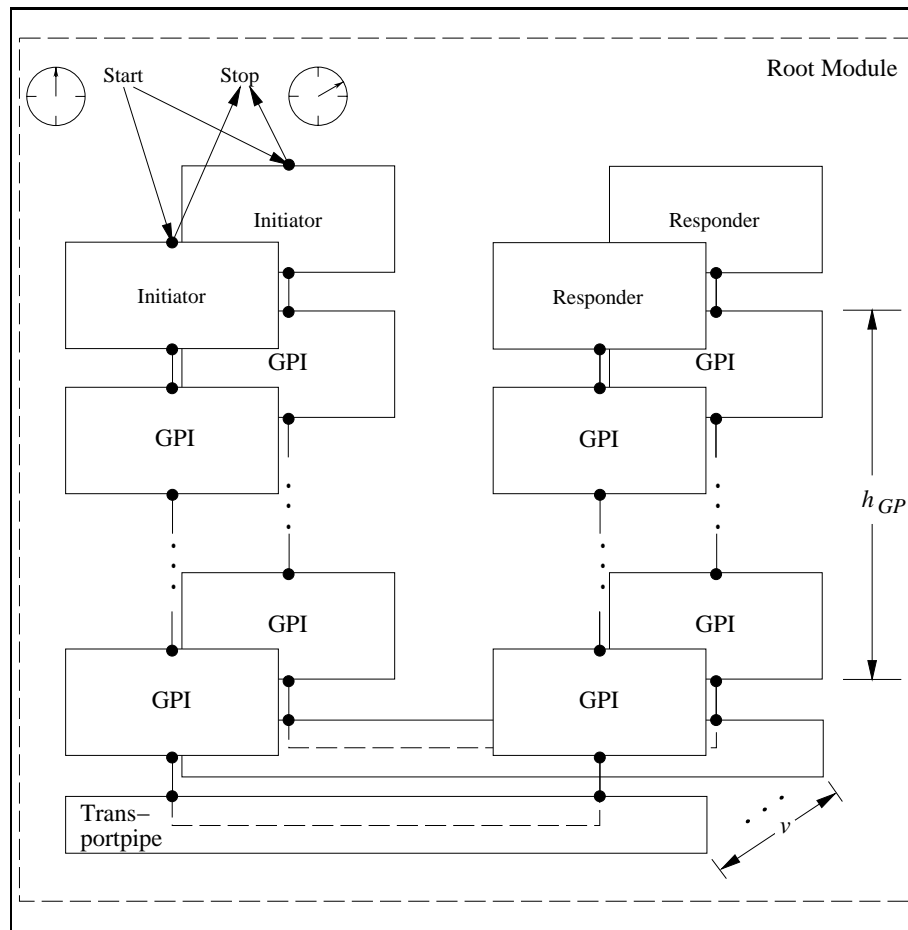 Start
Stop
Root Module
Initiator
Responder
Initiator
Responder
GPI
GPI
GPI
GPI
h GP
GPI
GPI
GPI
GPI
Trans–
portpipe
v